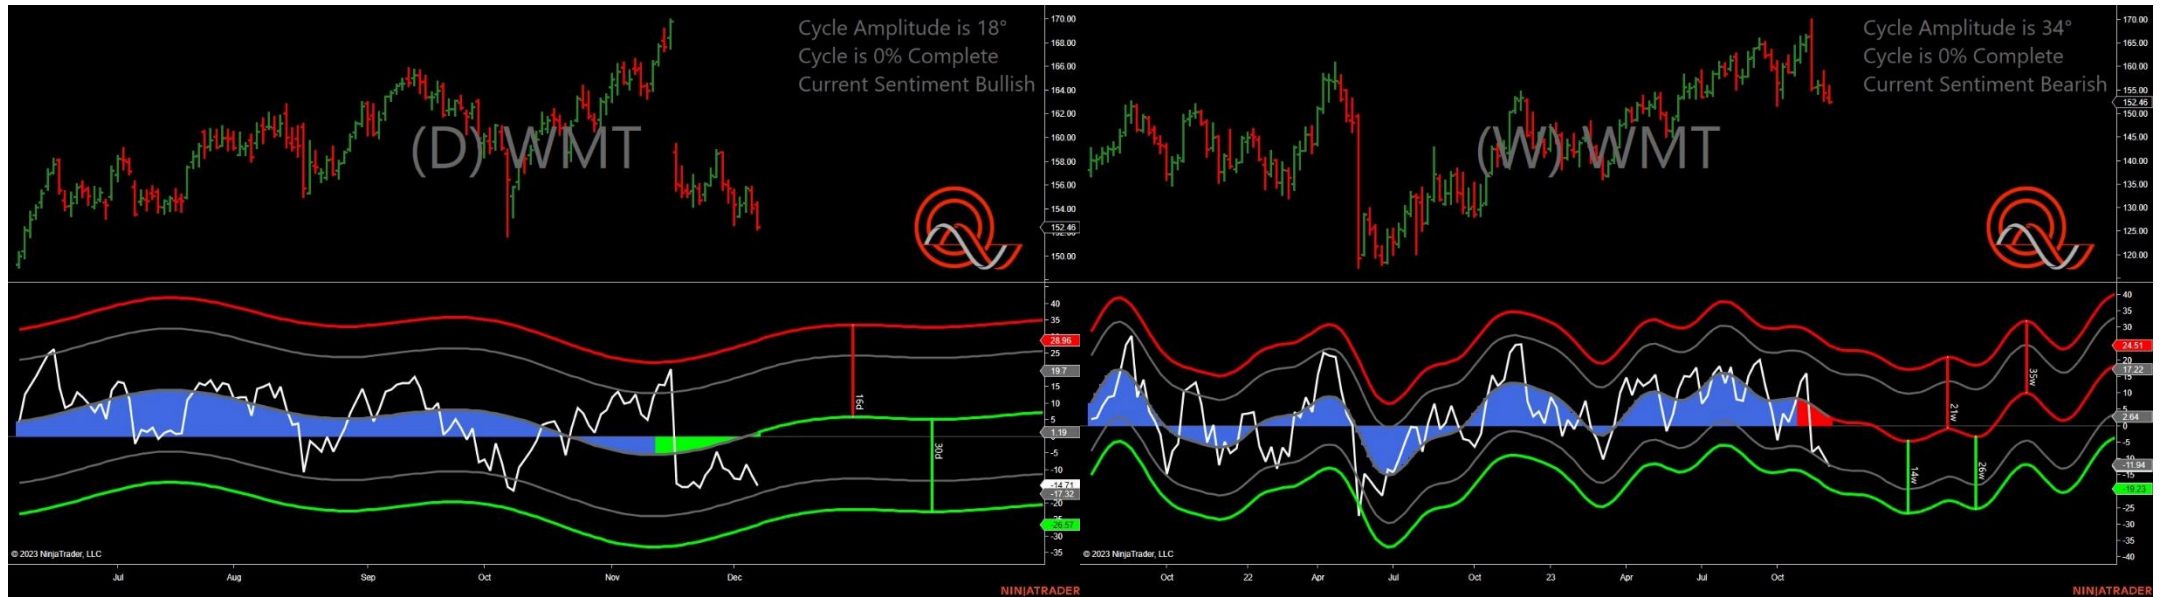 Cycle Amplitude is 18°
Cycle is 0% Complete
Current Sentiment Bullish
(D) WMT
170.00
168.00
166.00
164.00
162.00
160.00
158.00
156.00
154.00
152.46
150.00
40
35
28.96
25
19.7
15
10
5
1.19
-5
-10
-14.71
-17.32
-20
-26.57
-30
-35
16d
30d
© 2023 NinjaTrader, LLC
Jul
Aug
Sep
Oct
Nov
Dec
NINJATRADER
Cycle Amplitude is 34°
Cycle is 0% Complete
Current Sentiment Bearish
(W) WMT
170.00
165.00
160.00
155.00
152.46
150.00
145.00
140.00
135.00
130.00
125.00
120.00
40
35
30
24.51
20
17.22
10
5
2.64
0
-5
-11.94
-15
-19.23
-25
-30
-35
-40
14w
21w
26w
35w
© 2023 NinjaTrader, LLC
Oct
22
Apr
Jul
Oct
23
Apr
Jul
Oct
NINJATRADER